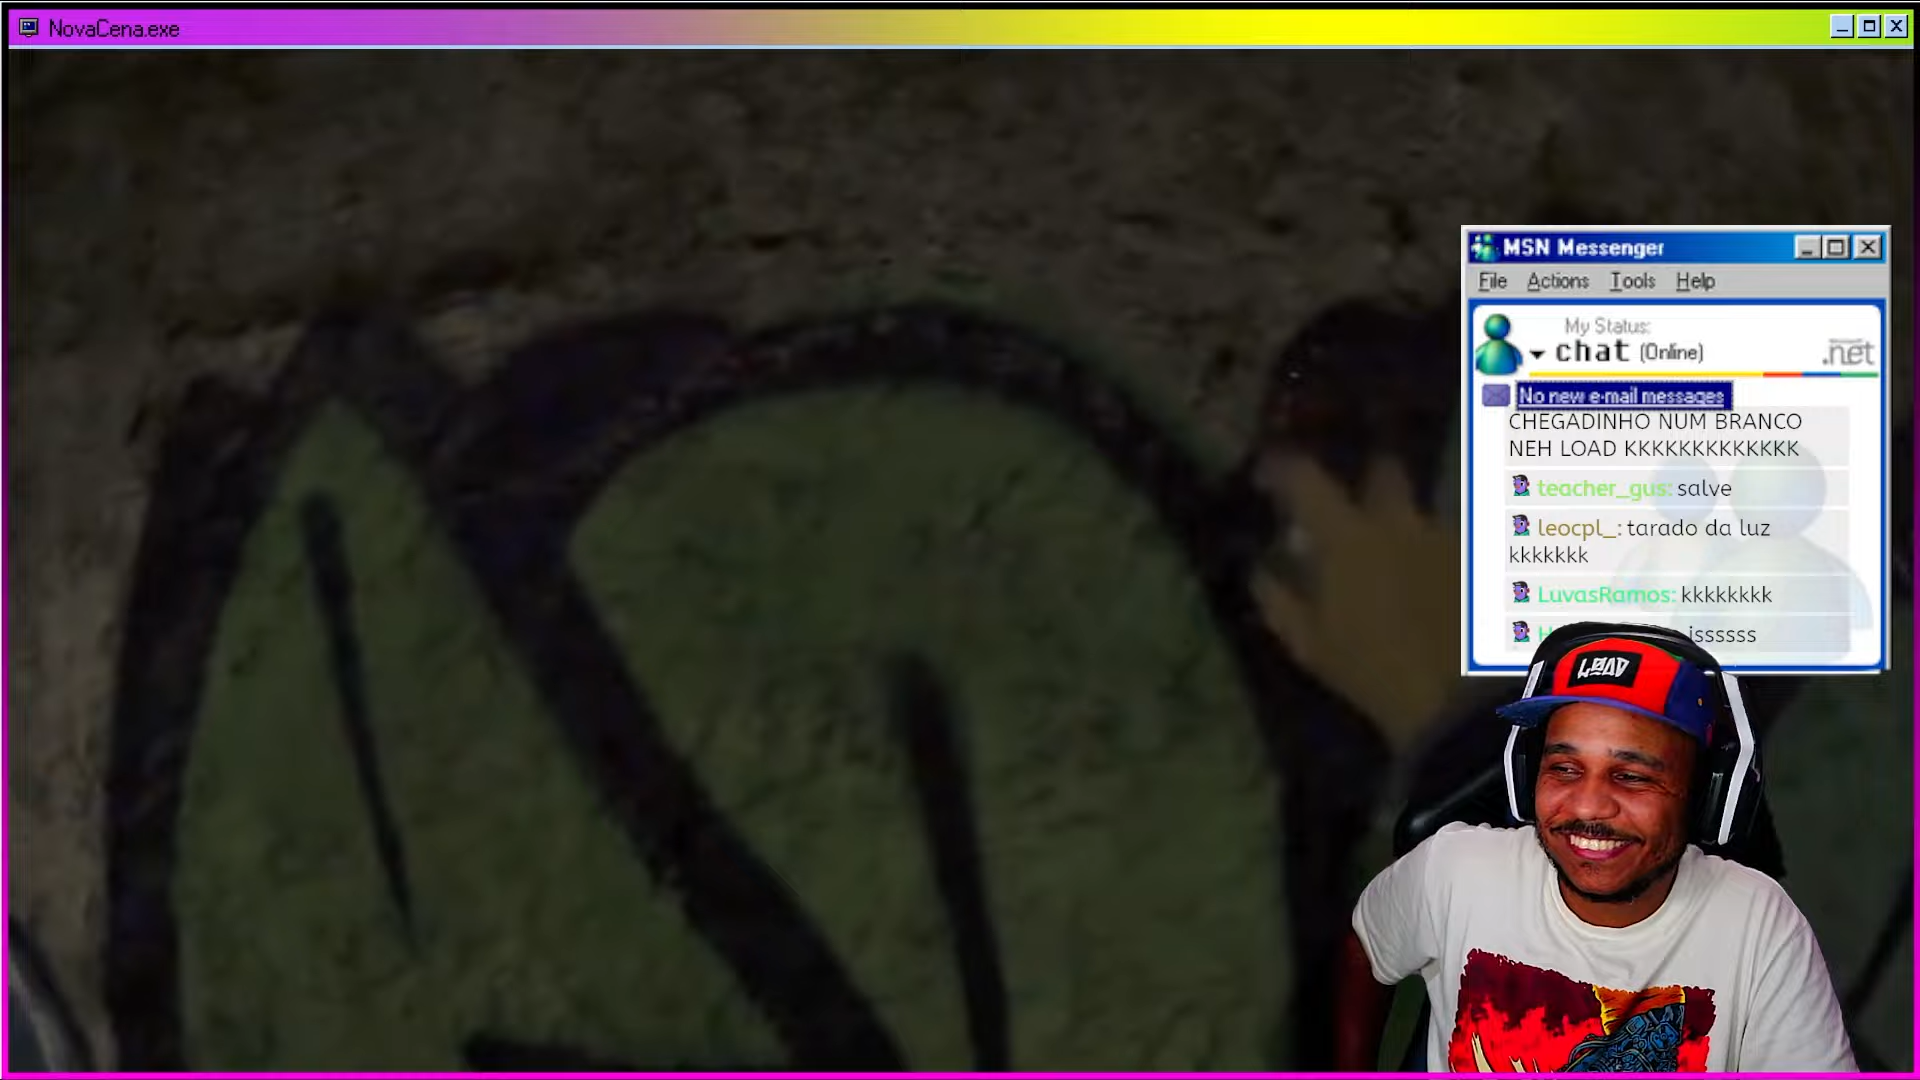 NovaCena.exe
MSN Messenger
File Actions Tools Help
My Status:
chat (Online)
.net
No new e-mail messages
CHEGADINHO NUM BRANCO
NEH LOAD KKKKKKKKKKKKK
teacher_gus: salve
leocpl_: tarado da luz
kkkkkkk
LuvasRamos: kkkkkkkk
issssss
LOAD